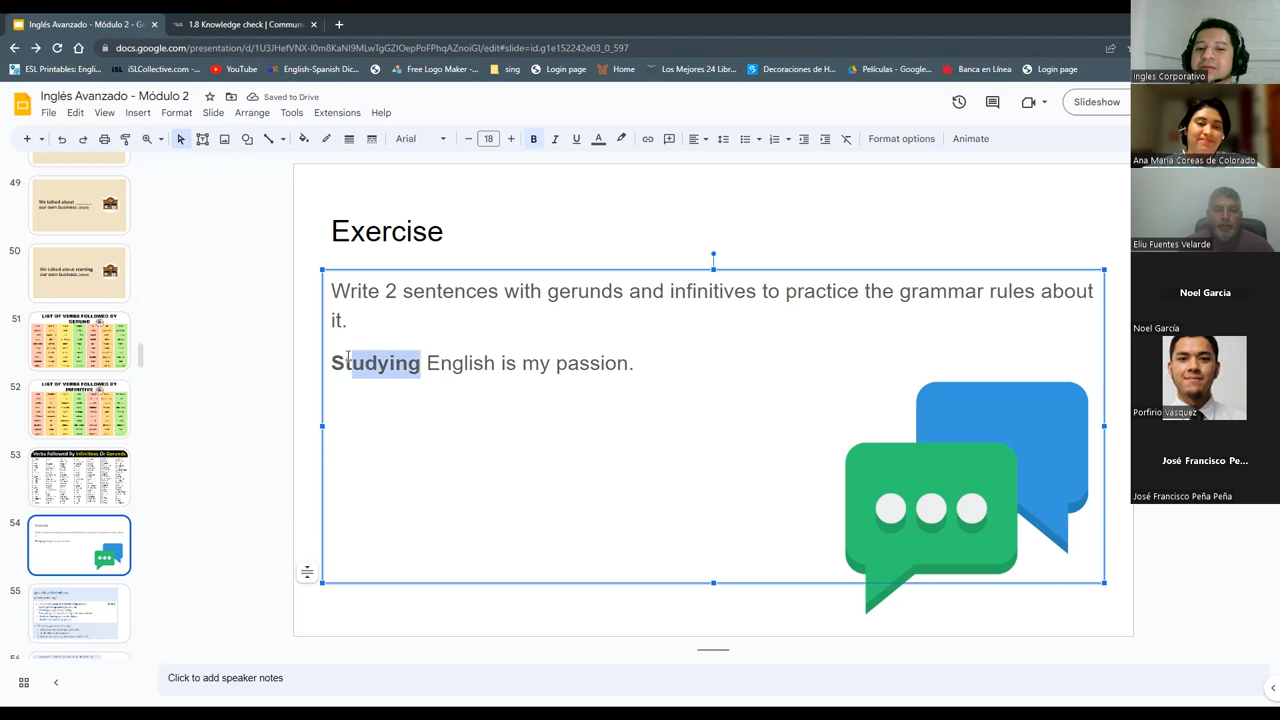 Inglés Avanzado - Módulo 2 - Ge
1.8 Knowledge check | Communi
docs.google.com/presentation/d/1U3JHefVNX-I0m8KaNI9MLwTgGZIOepPoFPhqAZnoiGI/edit#slide=id.g1e152242e03_0_597
ESL Printables: Engli...
iSLCollective.com -...
YouTube
English-Spanish Dic...
Free Logo Maker -...
Los Mejores 24 Libr...
Donaciones de H...
Películas - Google...
Home
Banca en Línea
Login page
Inglés Avanzado - Módulo 2
Saved to Drive
File Edit View Insert Format Slide Arrange Tools Extensions Help
Slideshow
Arial
18
Format options
Animate
49
We talked about ______
our own business. (start)
50
We talked about starting
our own business. (start)
51
LIST OF VERBS FOLLOWED BY
GERUND
52
LIST OF VERBS FOLLOWED BY
INFINITIVE
53
Verbs Followed By Infinitives Or Gerunds
54
55
Exercise
Write 2 sentences with gerunds and infinitives to practice the grammar rules about
it.
Studying English is my passion.
Click to add speaker notes
Ingles Corporativo
Ana María Coreas de Colorado
Eliu Fuentes Velarde
Noel Garcia
Noel García
Porfirio Vasquez
José Francisco Pe...
José Francisco Peña Peña